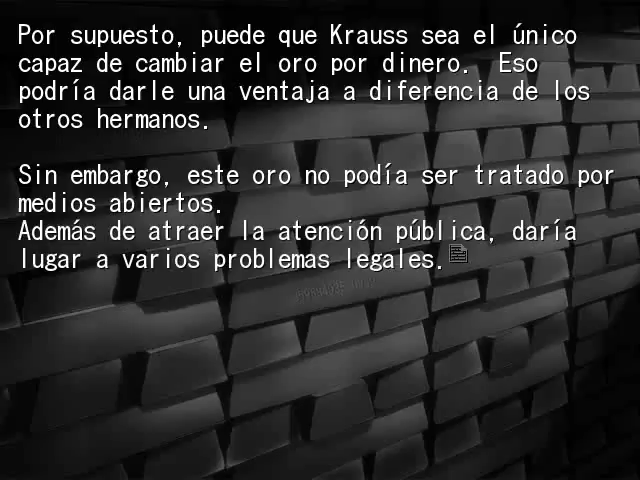 Por supuesto, puede que Krauss sea el único
capaz de cambiar el oro por dinero. Eso
podría darle una ventaja a diferencia de los
otros hermanos.
Sin embargo, este oro no podía ser tratado por
medios abiertos.
Además de atraer la atención pública, daría
lugar a varios problemas legales.